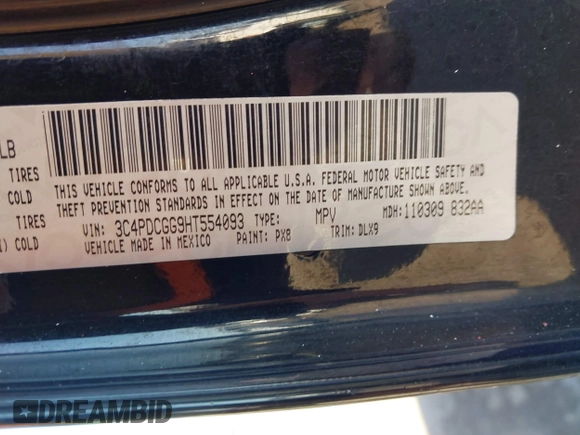 LB
TIRES
COLD
TIRES
) COLD
THIS VEHICLE CONFORMS TO ALL APPLICABLE U.S.A. FEDERAL MOTOR VEHICLE SAFETY AND
THEFT PREVENTION STANDARDS IN EFFECT ON THE DATE OF MANUFACTURE SHOWN ABOVE.
VIN: 3C4PDCGG9HT554093 TYPE: MPV MDH:110309 832AA
VEHICLE MADE IN MEXICO PAINT: PX8 TRIM: DLX9
DREAMBID